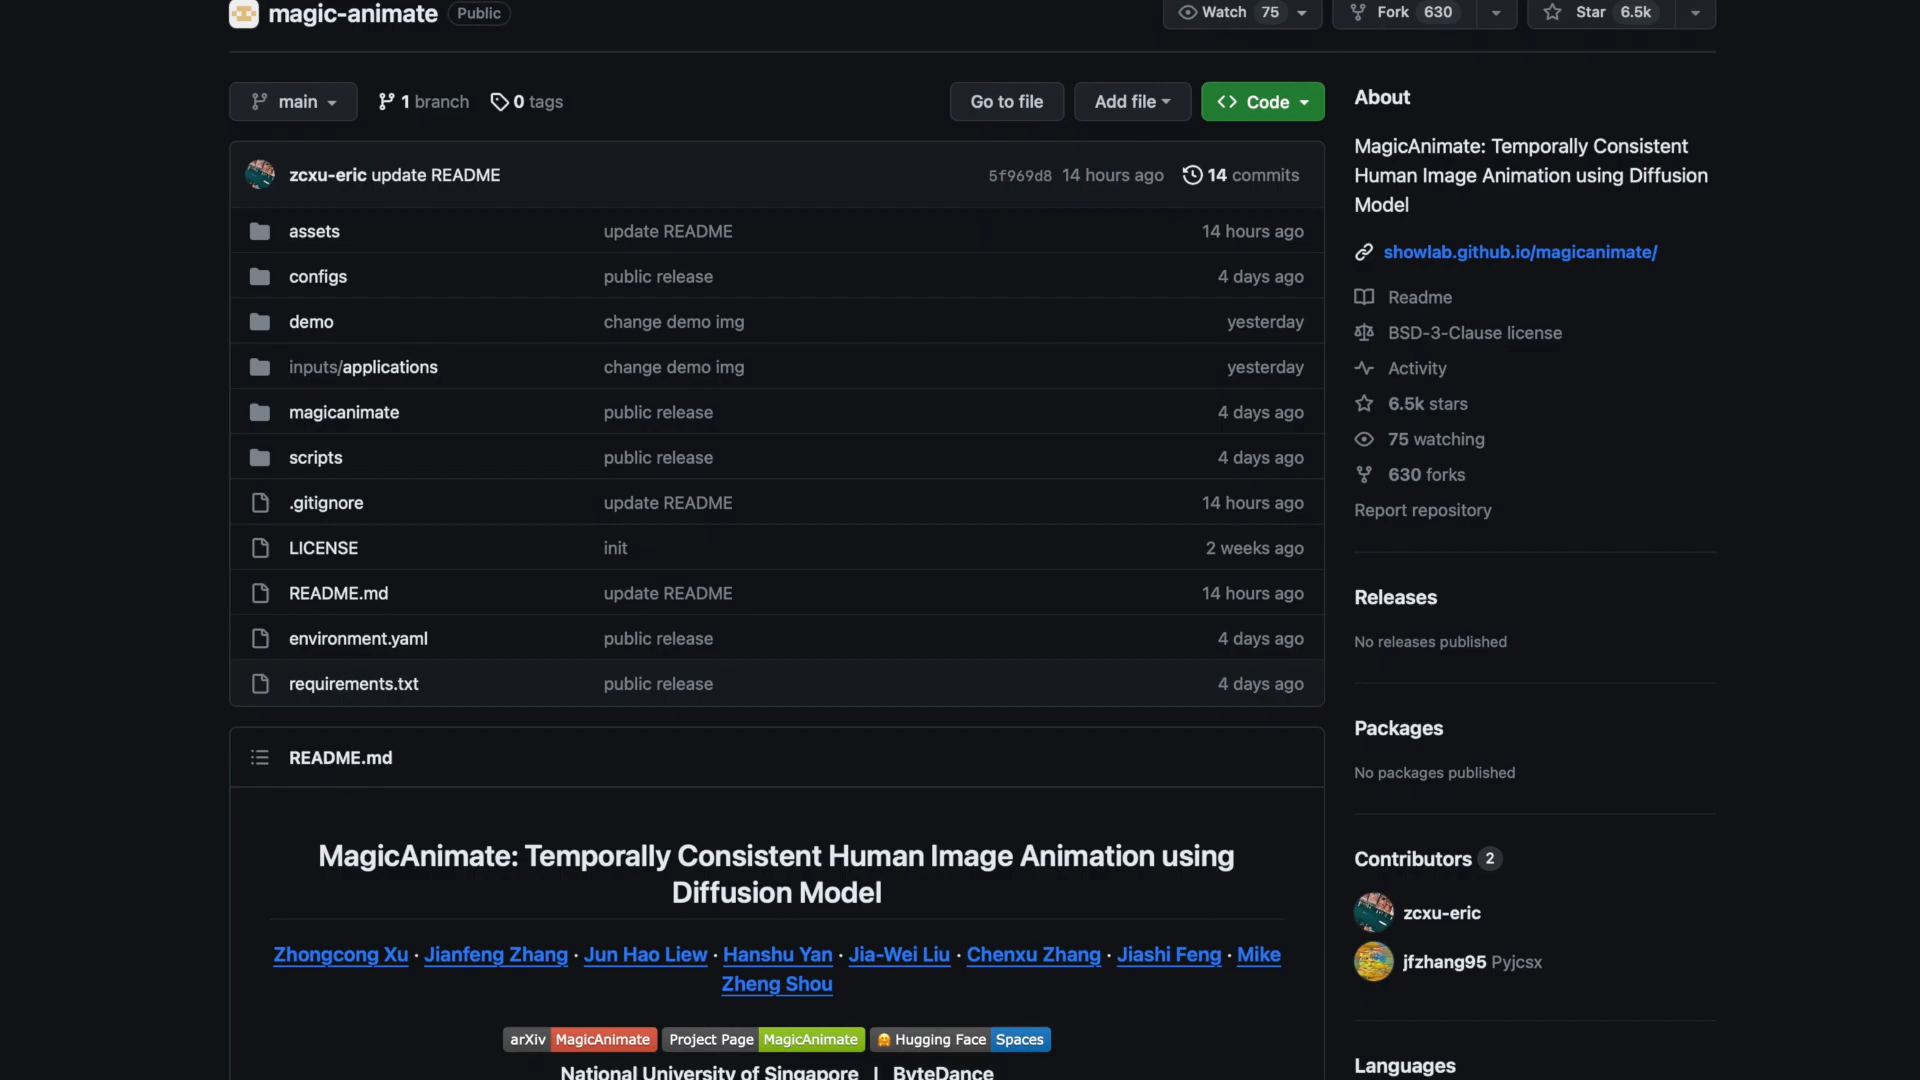 magic-animate Public
Watch 75 Fork 630 Star 6.5k
main 1 branch 0 tags Go to file Add file Code
zcxu-eric update README 5f969d8 14 hours ago 14 commits
assets update README 14 hours ago
configs public release 4 days ago
demo change demo img yesterday
inputs/applications change demo img yesterday
magicanimate public release 4 days ago
scripts public release 4 days ago
.gitignore update README 14 hours ago
LICENSE init 2 weeks ago
README.md update README 14 hours ago
environment.yaml public release 4 days ago
requirements.txt public release 4 days ago
README.md
MagicAnimate: Temporally Consistent Human Image Animation using
Diffusion Model
Zhongcong Xu · Jianfeng Zhang · Jun Hao Liew · Hanshu Yan · Jia-Wei Liu · Chenxu Zhang · Jiashi Feng · Mike
Zheng Shou
arXiv MagicAnimate Project Page MagicAnimate Hugging Face Spaces
National University of Singapore | ByteDance
About
MagicAnimate: Temporally Consistent
Human Image Animation using Diffusion
Model
showlab.github.io/magicanimate/
Readme
BSD-3-Clause license
Activity
6.5k stars
75 watching
630 forks
Report repository
Releases
No releases published
Packages
No packages published
Contributors 2
zcxu-eric
jfzhang95 Pyjcsx
Languages